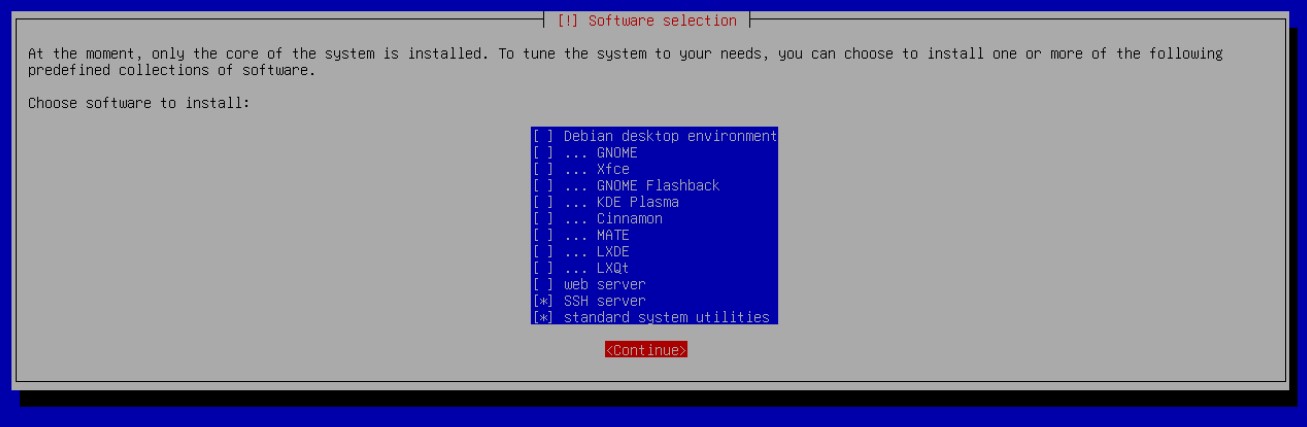 [!] Software selection
At the moment, only the core of the system is installed. To tune the system to your needs, you can choose to install one or more of the following
predefined collections of software.
Choose software to install:
[ ] Debian desktop environment
[ ] ... GNOME
[ ] ... Xfce
[ ] ... GNOME Flashback
[ ] ... KDE Plasma
[ ] ... Cinnamon
[ ] ... MATE
[ ] ... LXDE
[ ] ... LXQt
[ ] web server
[*] SSH server
[*] standard system utilities
<Continue>